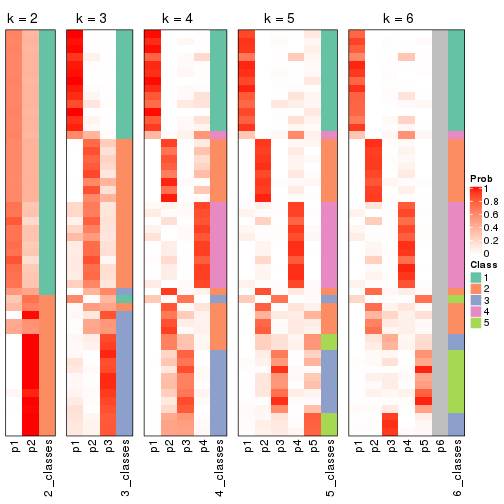 k = 2
k = 3
k = 4
k = 5
k = 6
Prob
1
0.8
0.6
0.4
0.2
0
Class
1
2
3
4
5
p1
p2
2_classes
p1
p2
p3
3_classes
p1
p2
p3
p4
4_classes
p1
p2
p3
p4
p5
5_classes
p1
p2
p3
p4
p5
p6
6_classes